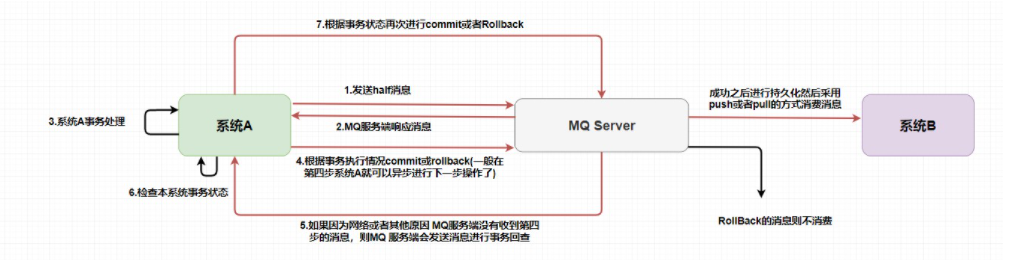 7.根据事务状态再次进行commit或者Rollback
1.发送half消息
成功之后进行持久化然后采用
push或者pull的方式消费消息
3.系统A事务处理
系统A
2.MQ服务端响应消息
MQ Server
系统B
4.根据事务执行情况commit或rollback(一般在
第四步系统A就可以异步进行下一步操作了)
6.检查本系统事务状态
RollBack的消息则不消费
5.如果因为网络或者其他原因 MQ服务端没有收到第四
步的消息，则MQ 服务端会发送消息进行事务回查